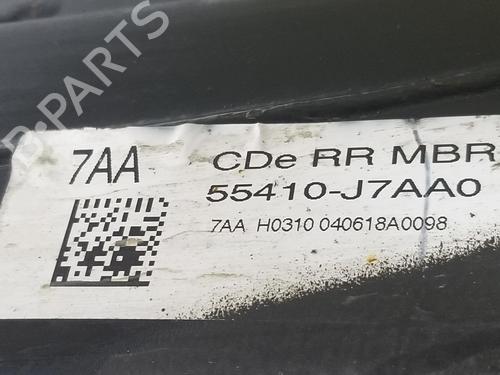 B-PARTS
7AA
CDe RR MBR
55410-J7AA0
7AA H0310 040618A0098